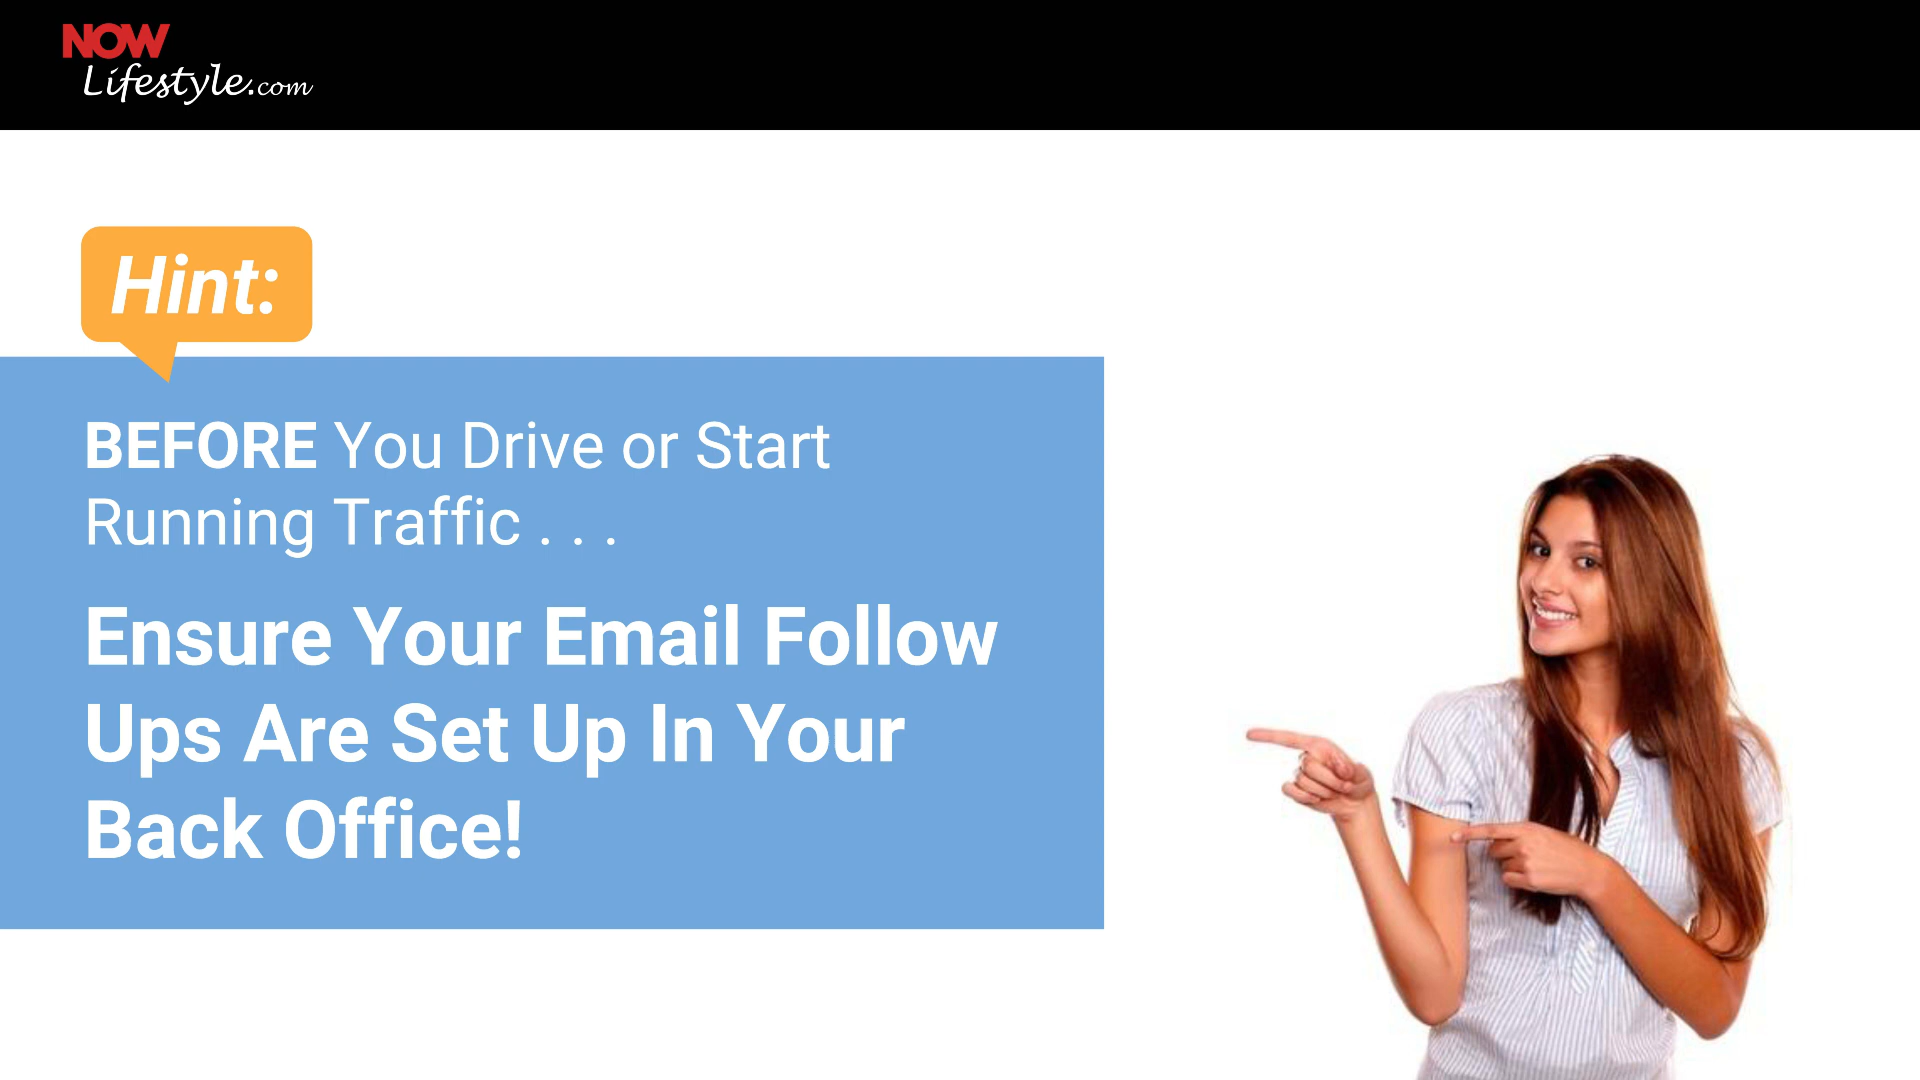 NOW
Lifestyle.com
Hint:
BEFORE You Drive or Start
Running Traffic . . .
Ensure Your Email Follow
Ups Are Set Up In Your
Back Office!